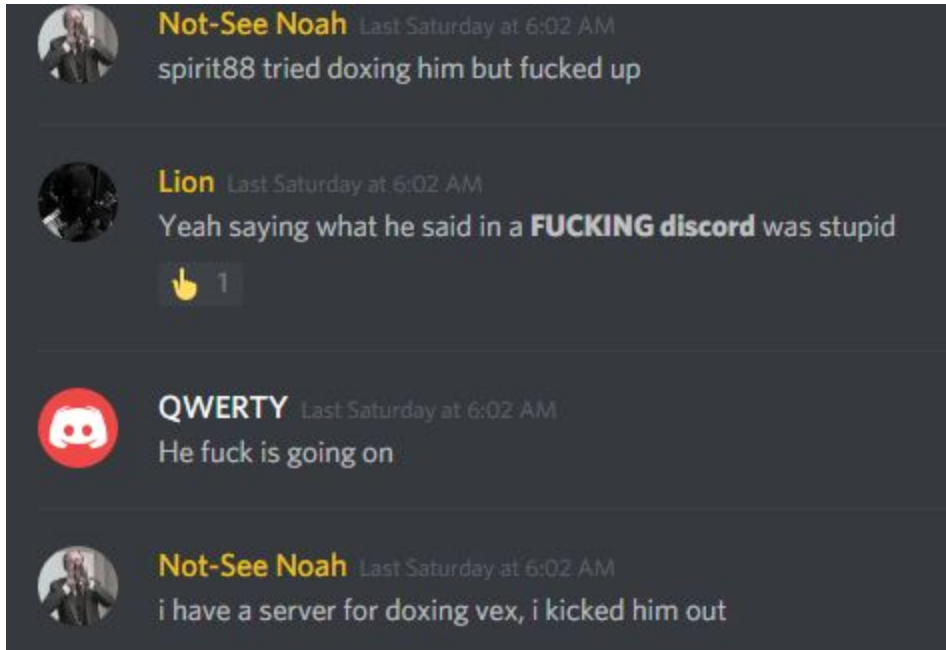 Not-See Noah Last Saturday at 6:02 AM
spirit88 tried doxing him but fucked up
Lion Last Saturday at 6:02 AM
Yeah saying what he said in a FUCKING discord was stupid
👆 1
QWERTY Last Saturday at 6:02 AM
He fuck is going on
Not-See Noah Last Saturday at 6:02 AM
i have a server for doxing vex, i kicked him out